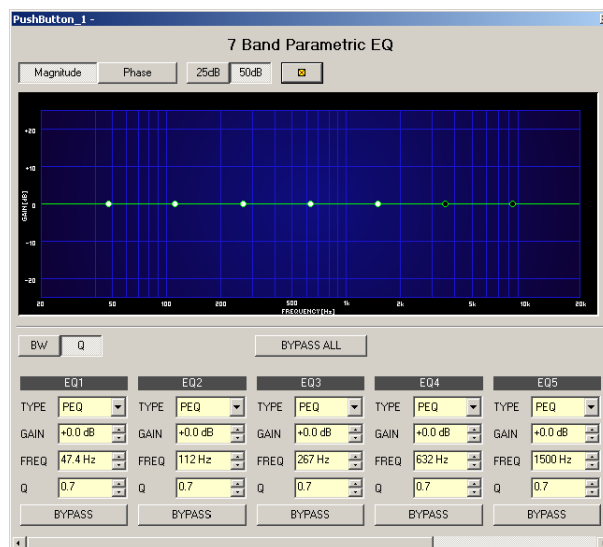 PushButton_1 -
7 Band Parametric EQ
Magnitude Phase 25dB 50dB
+20
+10
0
-10
-20
GAIN[dB]
20 50 100 200 500 1k 2k 5k 10k 20k
FREQUENCY[Hz]
BW Q BYPASS ALL
EQ1 EQ2 EQ3 EQ4 EQ5
TYPE PEQ TYPE PEQ TYPE PEQ TYPE PEQ TYPE PEQ
GAIN +0.0 dB GAIN +0.0 dB GAIN +0.0 dB GAIN +0.0 dB GAIN +0.0 dB
FREQ 47.4 Hz FREQ 112 Hz FREQ 267 Hz FREQ 632 Hz FREQ 1500 Hz
Q 0.7 Q 0.7 Q 0.7 Q 0.7 Q 0.7
BYPASS BYPASS BYPASS BYPASS BYPASS